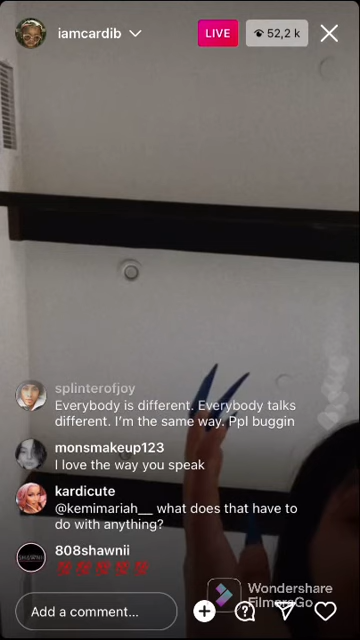 iamcardib
LIVE
52,2 k
splinterofjoy
Everybody is different. Everybody talks
different. I'm the same way. Ppl buggin
monsmakeup123
I love the way you speak
kardicute
@kemimariah__ what does that have to
do with anything?
808shawnii
💯💯💯💯💯
Wondershare
FilmoraGo
Add a comment...